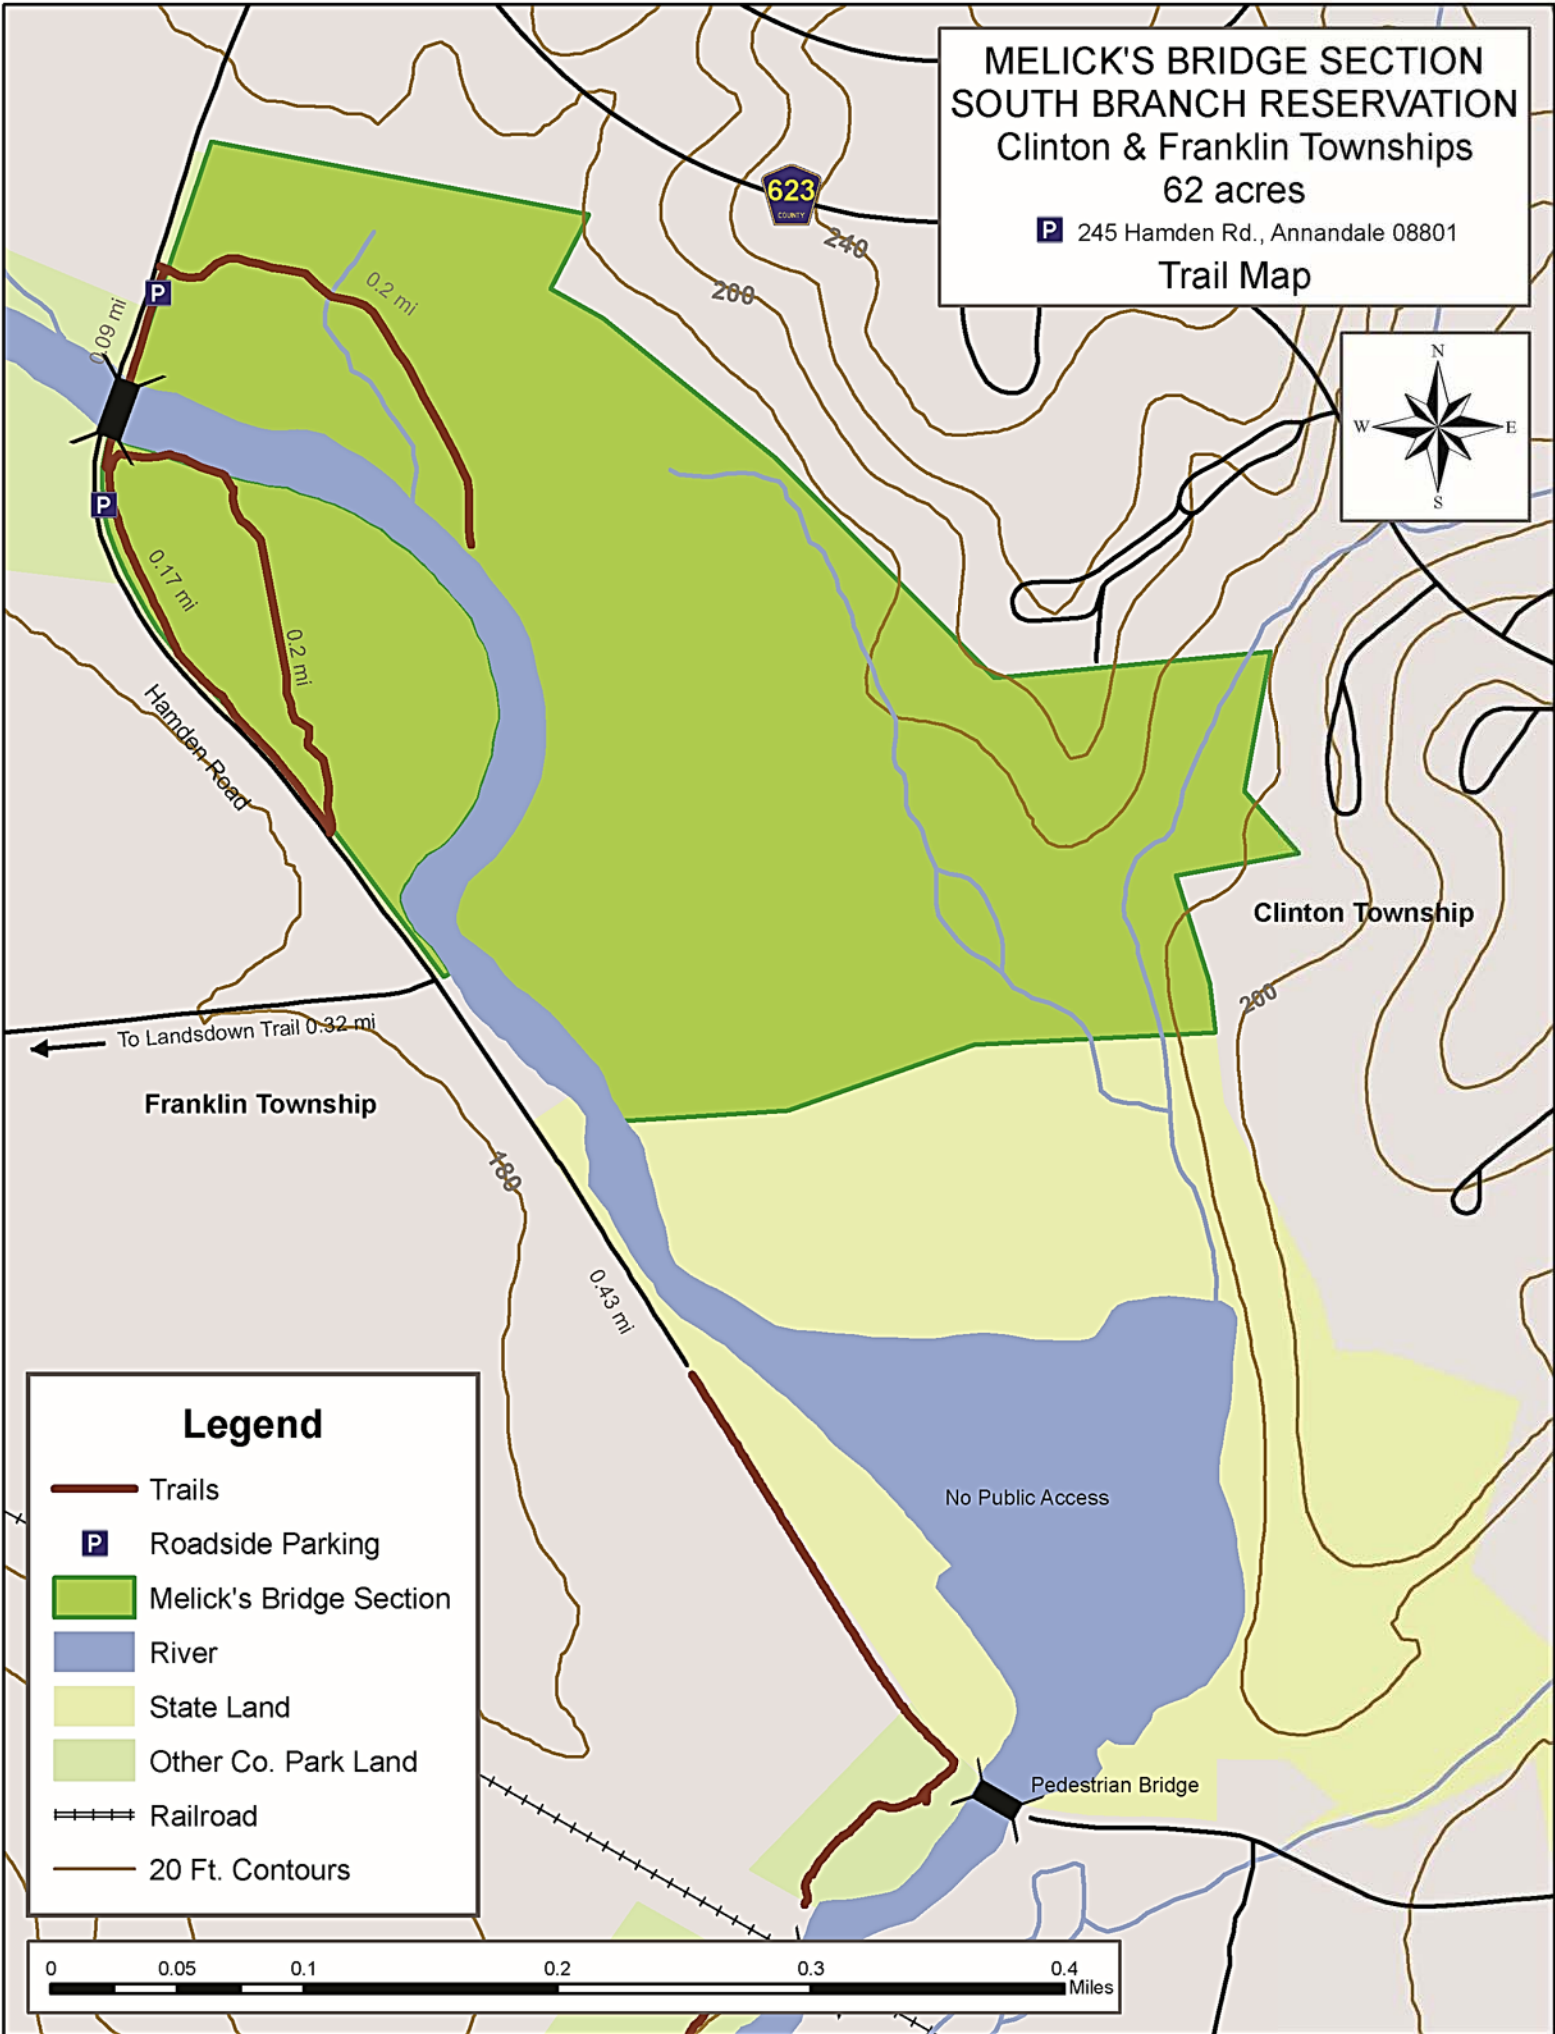 MELICK'S BRIDGE SECTION
SOUTH BRANCH RESERVATION
Clinton & Franklin Townships
62 acres
P 245 Hamden Rd., Annandale 08801
Trail Map
623
COUNTY
240
200
N
W E
S
0.2 mi
P
0.09 mi
P
0.17 mi
0.2 mi
Hamden Road
Clinton Township
200
To Landsdown Trail 0.32 mi
Franklin Township
180
0.43 mi
No Public Access
Pedestrian Bridge
Legend
Trails
P Roadside Parking
Melick's Bridge Section
River
State Land
Other Co. Park Land
Railroad
20 Ft. Contours
0 0.05 0.1 0.2 0.3 0.4
Miles